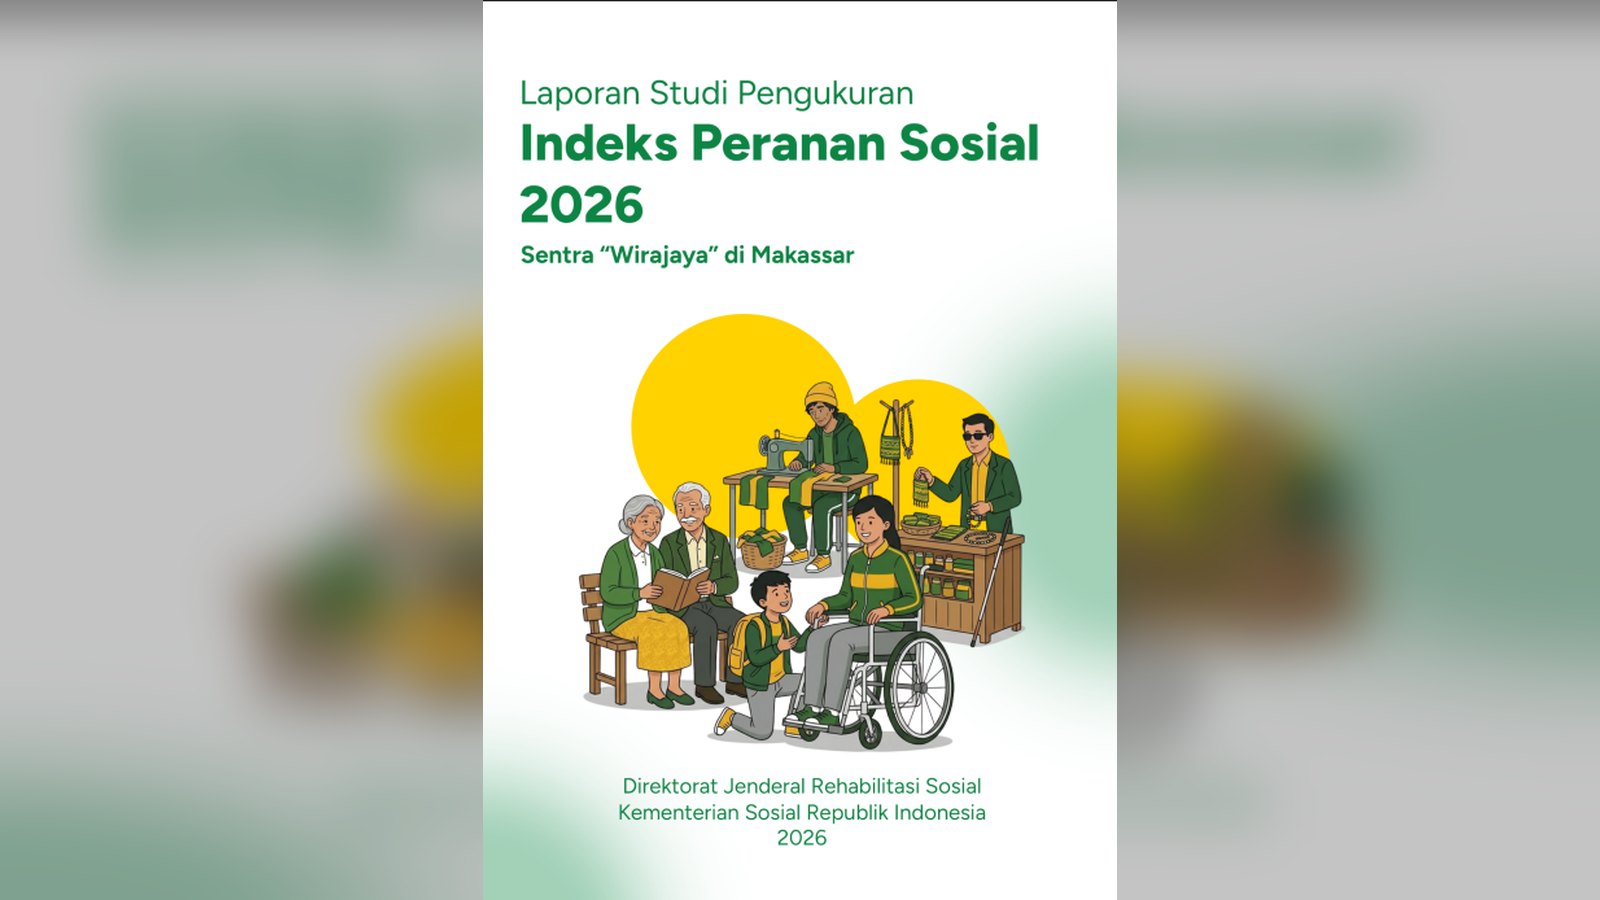 Laporan Studi Pengukuran
Indeks Peranan Sosial
2026
Sentra “Wirajaya” di Makassar
Direktorat Jenderal Rehabilitasi Sosial
Kementerian Sosial Republik Indonesia
2026